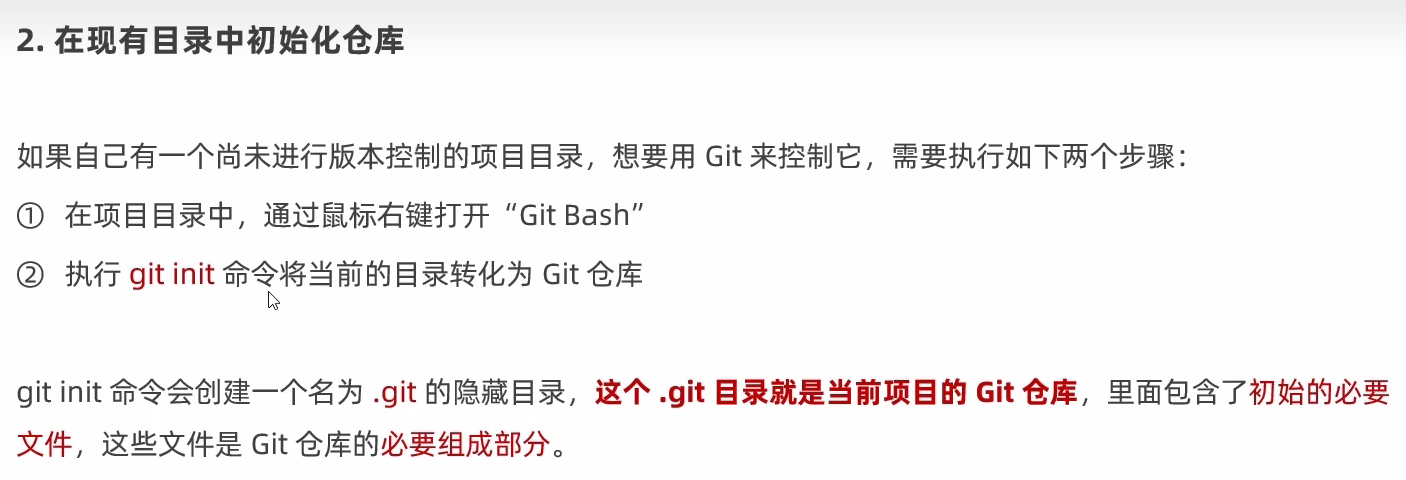 2. 在现有目录中初始化仓库
如果自己有一个尚未进行版本控制的项目目录，想要用 Git 来控制它，需要执行如下两个步骤：
① 在项目目录中，通过鼠标右键打开“Git Bash”
② 执行 git init 命令将当前的目录转化为 Git 仓库
git init 命令会创建一个名为 .git 的隐藏目录，这个 .git 目录就是当前项目的 Git 仓库，里面包含了初始的必要
文件，这些文件是 Git 仓库的必要组成部分。